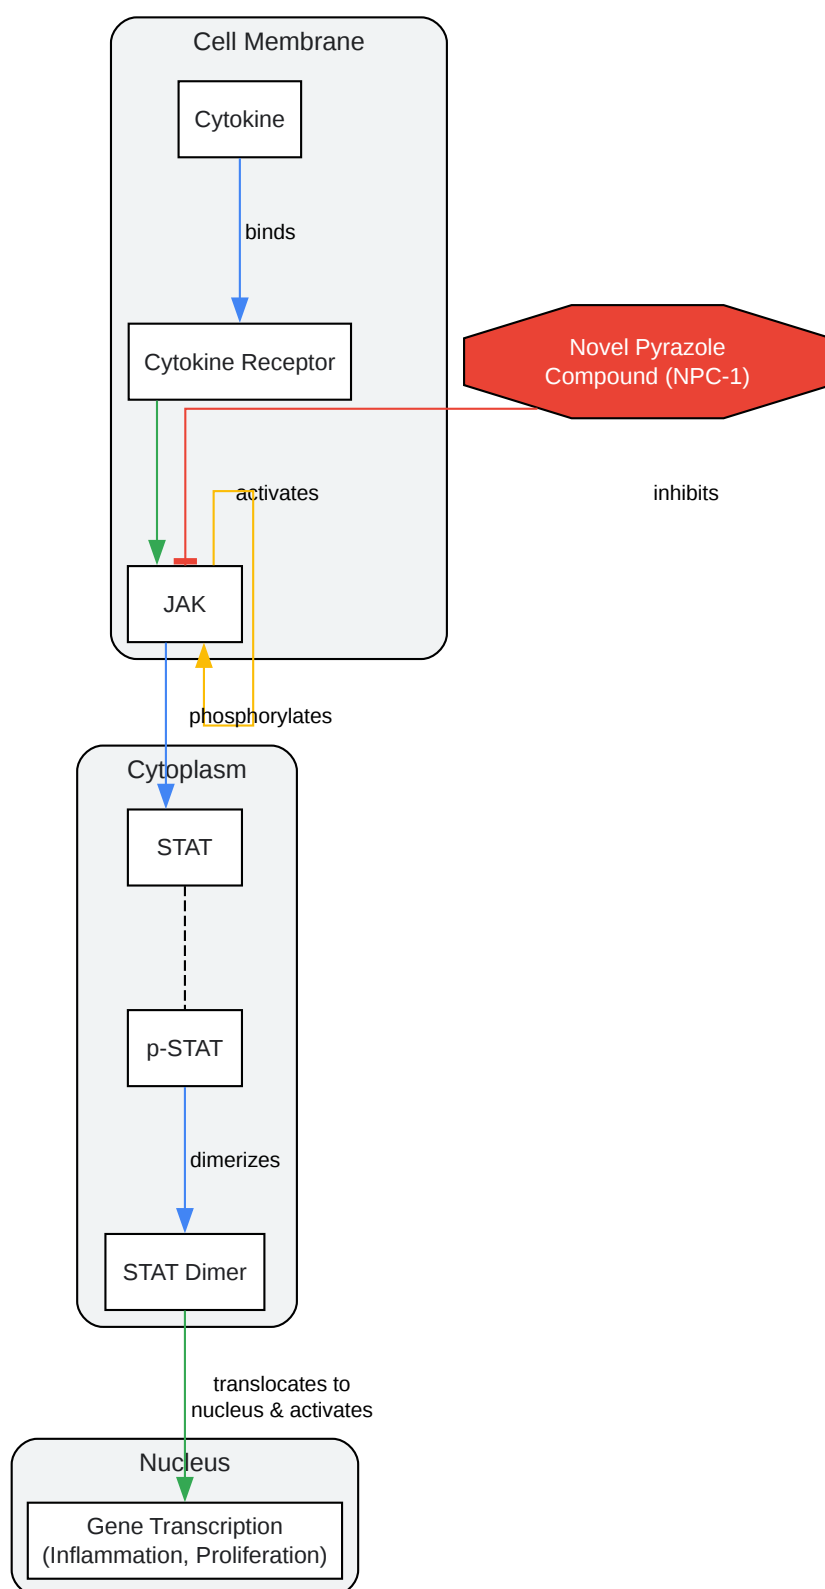 Cell Membrane
Cytokine
binds
Cytokine Receptor
Novel Pyrazole
Compound (NPC-1)
activates
inhibits
JAK
phosphorylates
Cytoplasm
STAT
p-STAT
dimerizes
STAT Dimer
translocates to
nucleus & activates
Nucleus
Gene Transcription
(Inflammation, Proliferation)